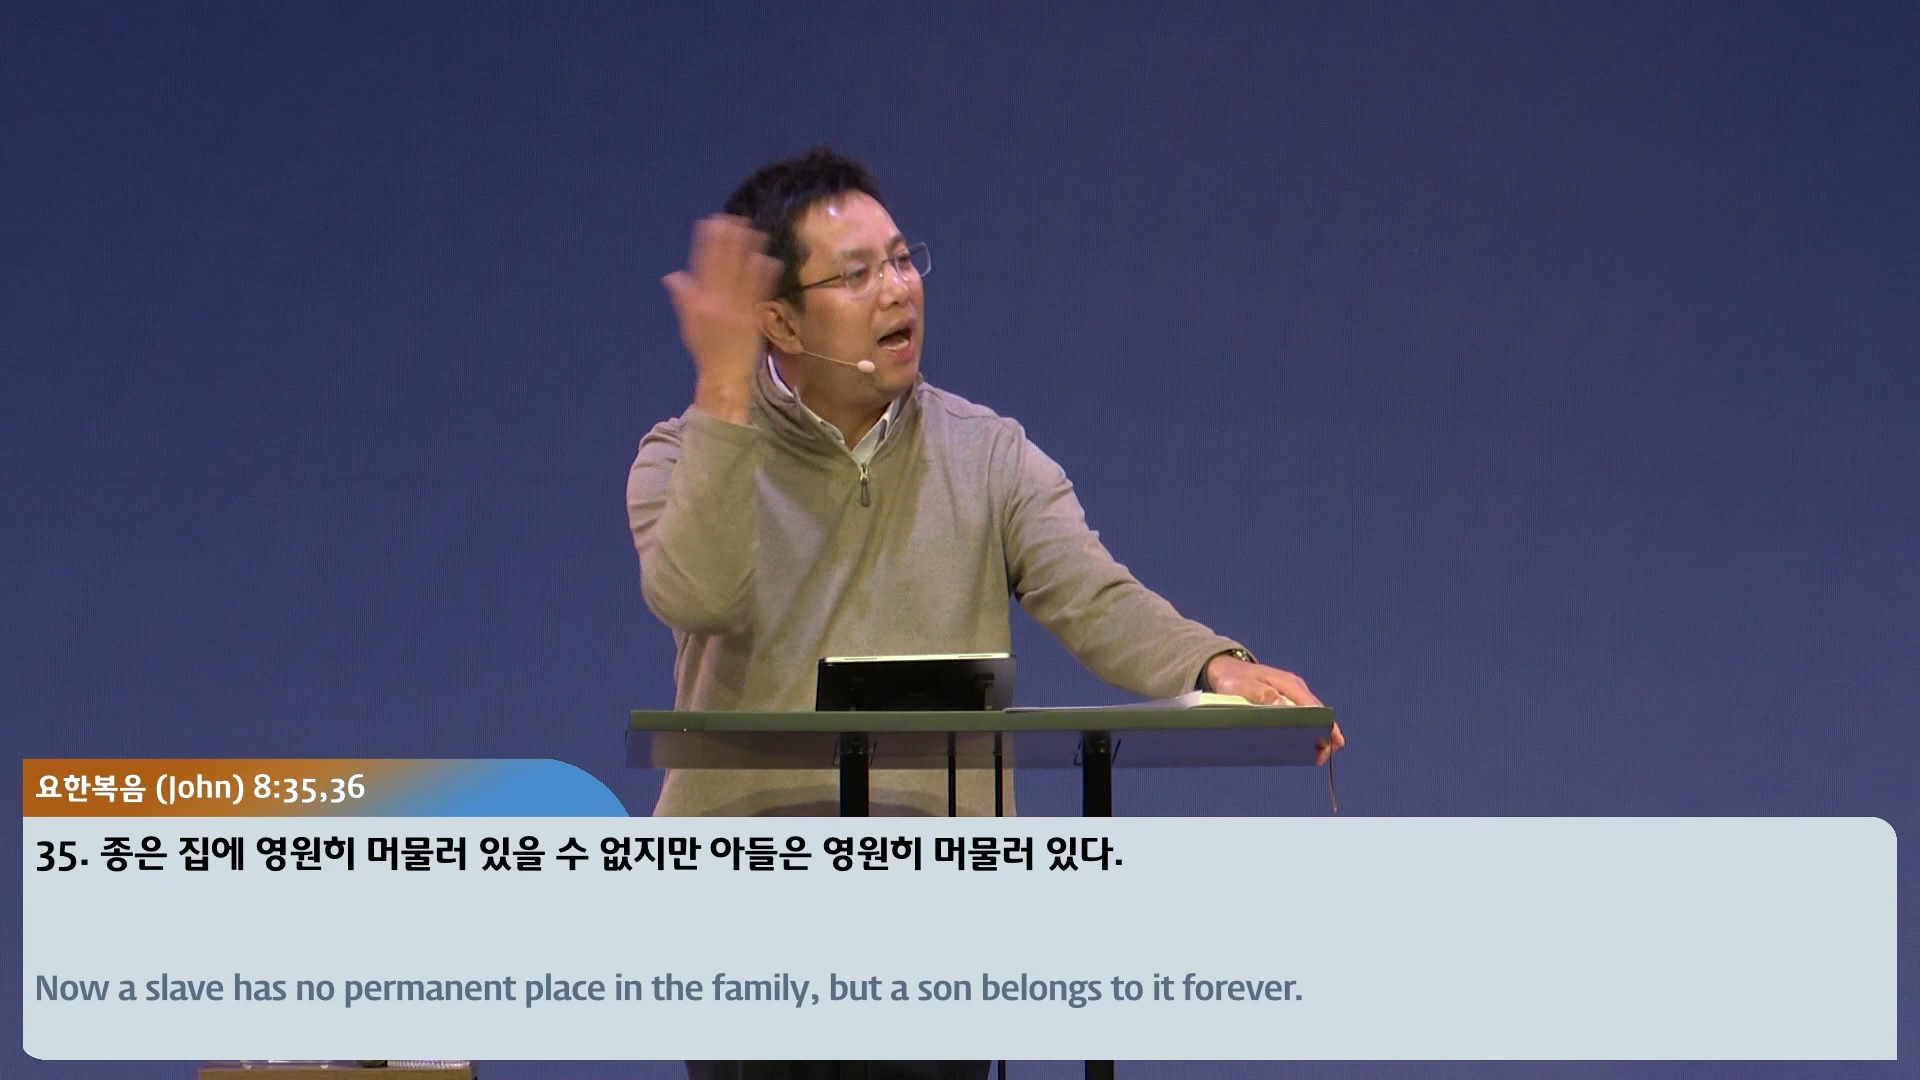 요한복음 (John) 8:35,36
35. 종은 집에 영원히 머물러 있을 수 없지만 아들은 영원히 머물러 있다.
Now a slave has no permanent place in the family, but a son belongs to it forever.